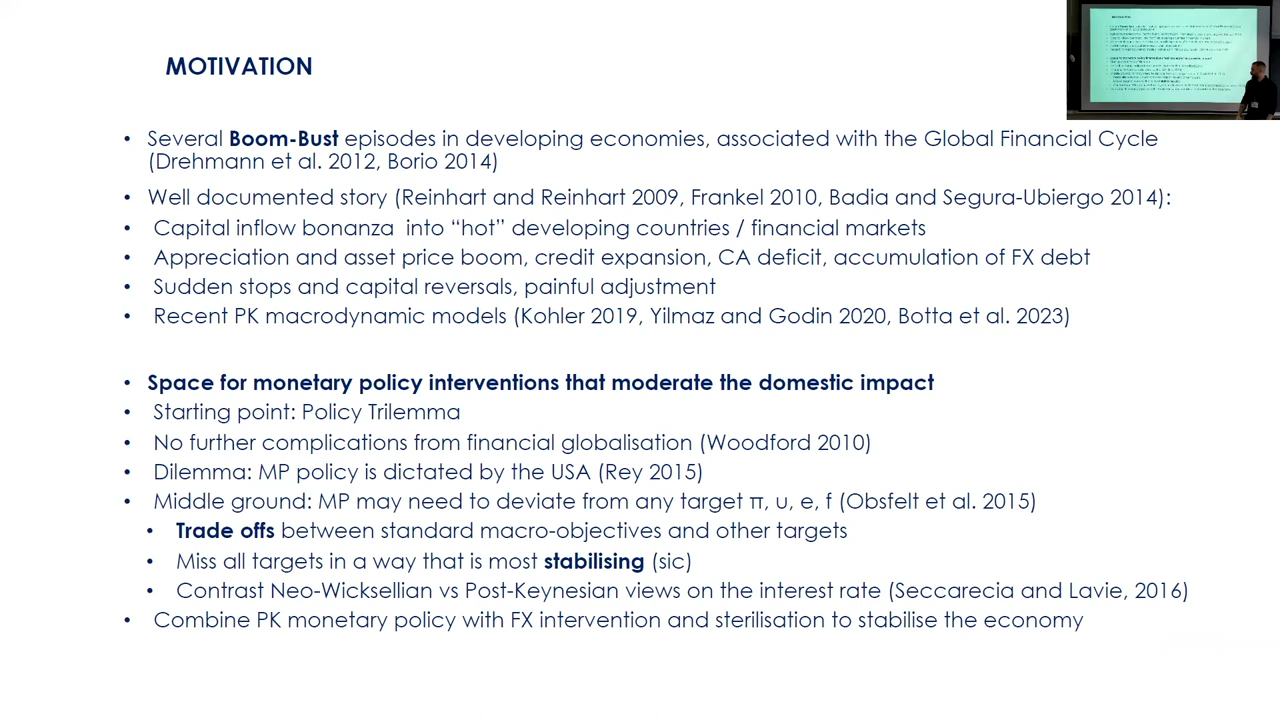 MOTIVATION
• Several Boom-Bust episodes in developing economies, associated with the Global Financial Cycle
(Drehmann et al. 2012, Borio 2014)
• Well documented story (Reinhart and Reinhart 2009, Frankel 2010, Badia and Segura-Ubiergo 2014):
• Capital inflow bonanza into “hot” developing countries / financial markets
• Appreciation and asset price boom, credit expansion, CA deficit, accumulation of FX debt
• Sudden stops and capital reversals, painful adjustment
• Recent PK macrodynamic models (Kohler 2019, Yilmaz and Godin 2020, Botta et al. 2023)
• Space for monetary policy interventions that moderate the domestic impact
• Starting point: Policy Trilemma
• No further complications from financial globalisation (Woodford 2010)
• Dilemma: MP policy is dictated by the USA (Rey 2015)
• Middle ground: MP may need to deviate from any target π, u, e, f (Obsfelt et al. 2015)
• Trade offs between standard macro-objectives and other targets
• Miss all targets in a way that is most stabilising (sic)
• Contrast Neo-Wicksellian vs Post-Keynesian views on the interest rate (Seccarecia and Lavie, 2016)
• Combine PK monetary policy with FX intervention and sterilisation to stabilise the economy